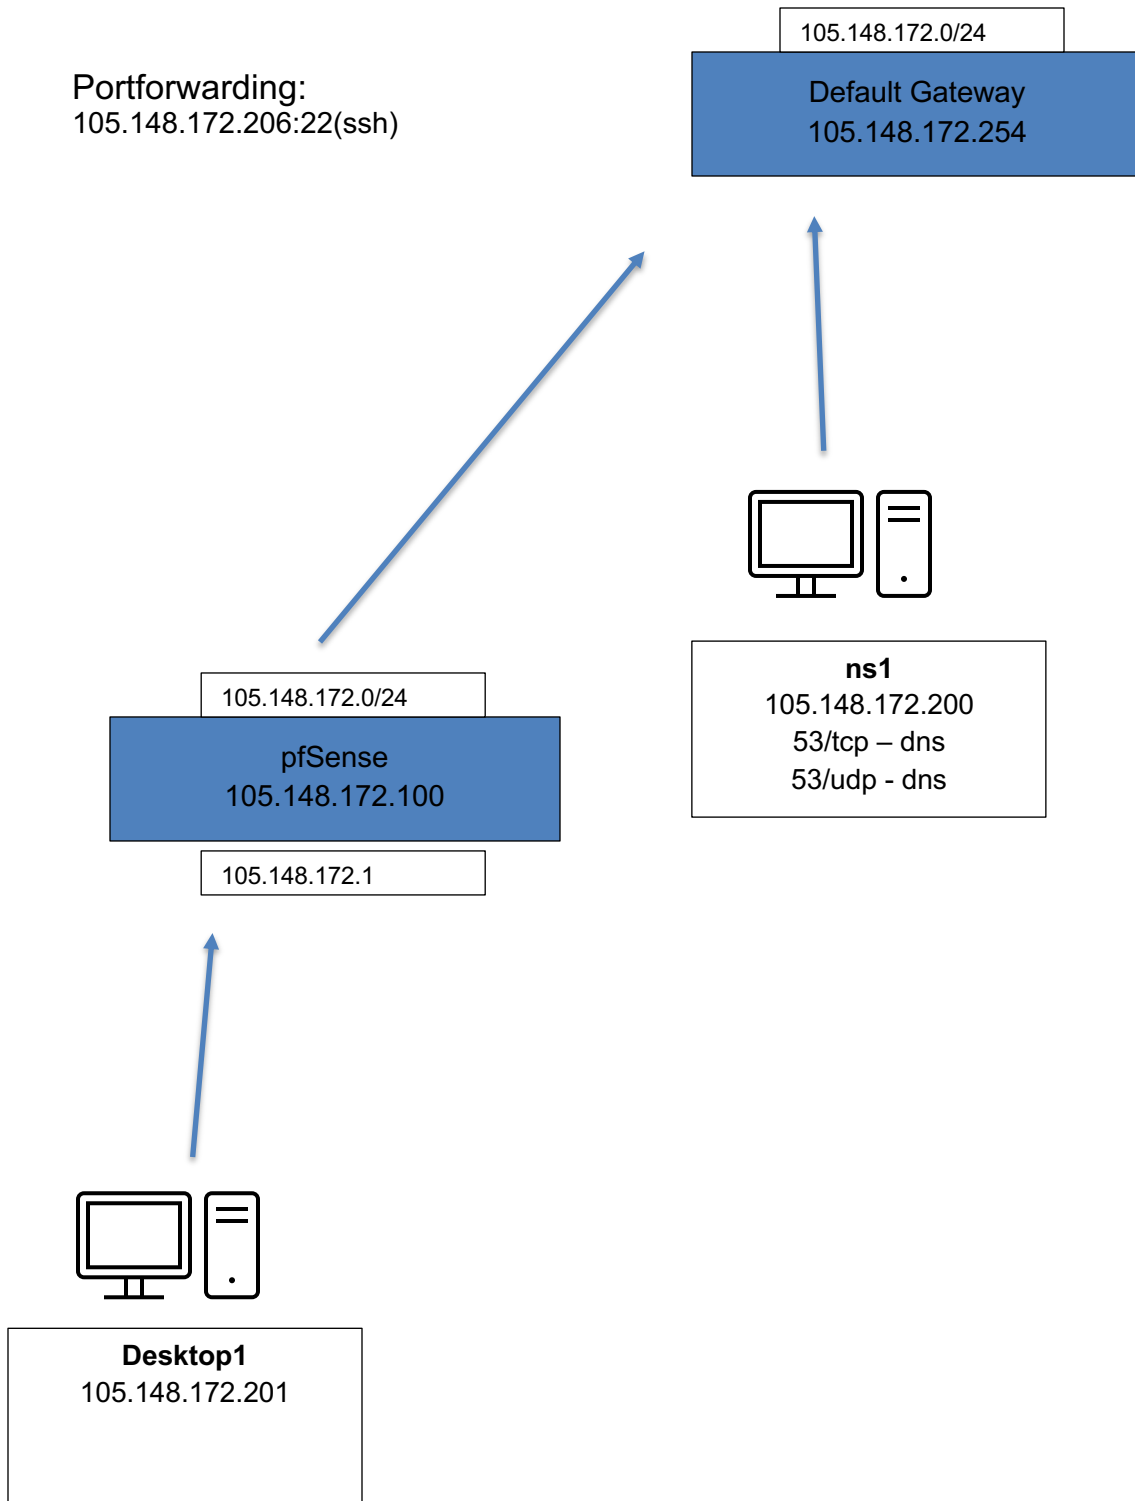 105.148.172.0/24
Default Gateway
105.148.172.254
Portforwarding:
105.148.172.206:22(ssh)
ns1
105.148.172.200
53/tcp – dns
53/udp - dns
105.148.172.0/24
pfSense
105.148.172.100
105.148.172.1
Desktop1
105.148.172.201